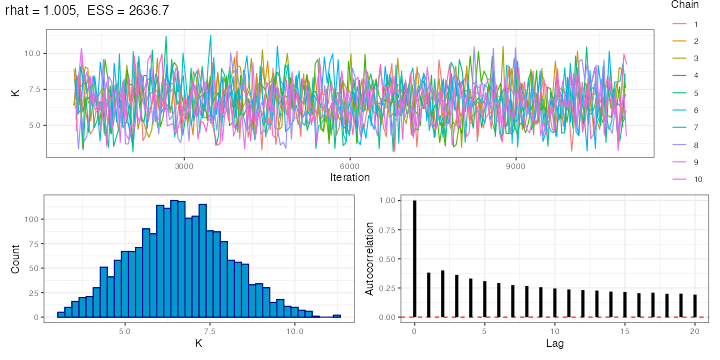 rhat = 1.005,  ESS = 2636.7
Chain
1
2
3
4
5
6
7
8
9
10
K
10.0
7.5
5.0
3000 6000 9000
Iteration
Count
100
75
50
25
0
5.0 7.5 10.0
K
Autocorrelation
1.00
0.75
0.50
0.25
0.00
0 5 10 15 20
Lag